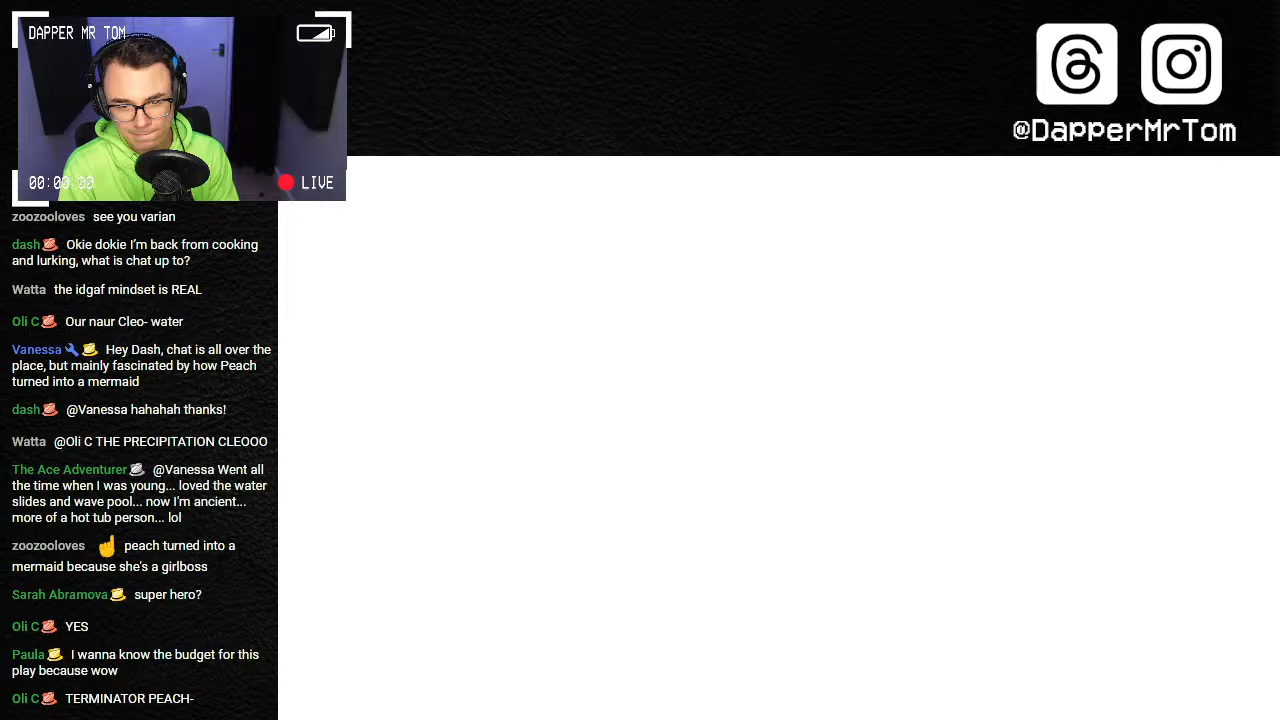 DAPPER MR TOM
LIVE
@DapperMrTom
zoozooloves see you varian
dash Okie dokie I’m back from cooking
and lurking, what is chat up to?
Watta the idgaf mindset is REAL
Oli C Our naur Cleo- water
Vanessa Hey Dash, chat is all over the
place, but mainly fascinated by how Peach
turned into a mermaid
dash @Vanessa hahahah thanks!
Watta @Oli C THE PRECIPITATION CLEOOO
The Ace Adventurer @Vanessa Went all
the time when I was young... loved the water
slides and wave pool... now I'm ancient...
more of a hot tub person... lol
zoozooloves ☝ peach turned into a
mermaid because she's a girlboss
Sarah Abramova super hero?
Oli C YES
Paula I wanna know the budget for this
play because wow
Oli C TERMINATOR PEACH-